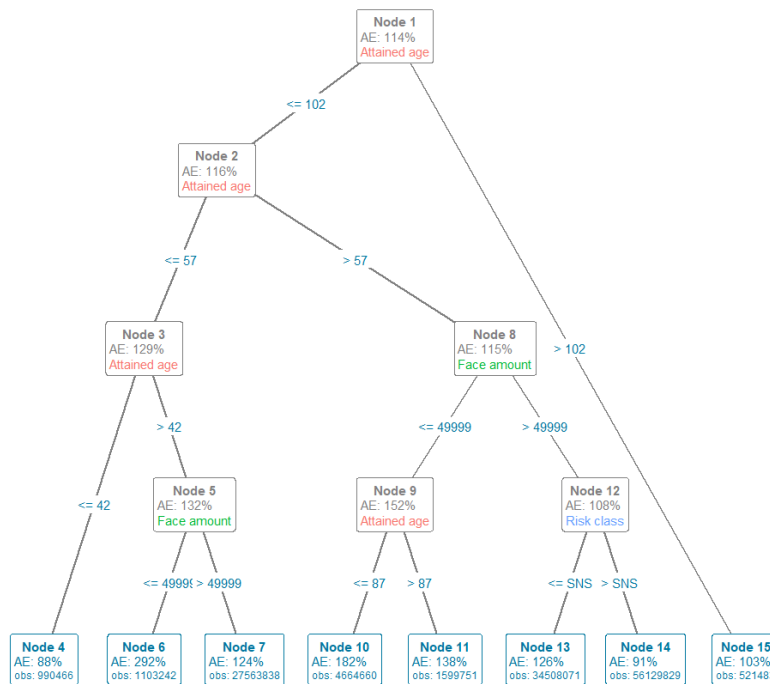 Node 1
AE: 114%
Attained age
<= 102
Node 2
AE: 116%
Attained age
<= 57
> 57
Node 3
AE: 129%
Attained age
Node 8
AE: 115%
Face amount
> 102
> 42
<= 49999
> 49999
<= 42
Node 5
AE: 132%
Face amount
Node 9
AE: 152%
Attained age
Node 12
AE: 108%
Risk class
<= 49999
> 49999
<= 87
> 87
<= SNS
> SNS
Node 4
AE: 88%
obs: 990466
Node 6
AE: 292%
obs: 1103242
Node 7
AE: 124%
obs: 27563838
Node 10
AE: 182%
obs: 4664660
Node 11
AE: 138%
obs: 1599751
Node 13
AE: 126%
obs: 34508071
Node 14
AE: 91%
obs: 56129829
Node 15
AE: 103%
obs: 52148